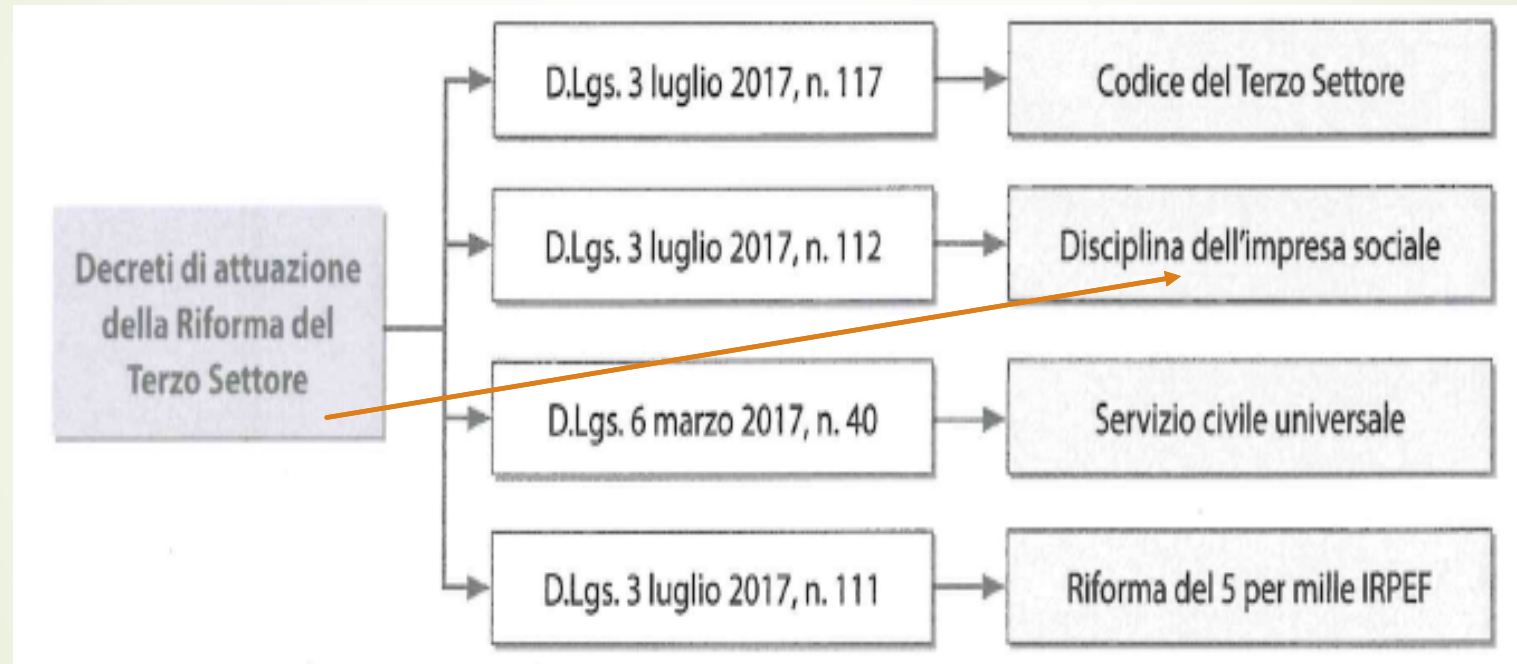 Decreti di attuazione
della Riforma del
Terzo Settore
D.Lgs. 3 luglio 2017, n. 117
Codice del Terzo Settore
D.Lgs. 3 luglio 2017, n. 112
Disciplina dell'impresa sociale
D.Lgs. 6 marzo 2017, n. 40
Servizio civile universale
D.Lgs. 3 luglio 2017, n. 111
Riforma del 5 per mille IRPEF